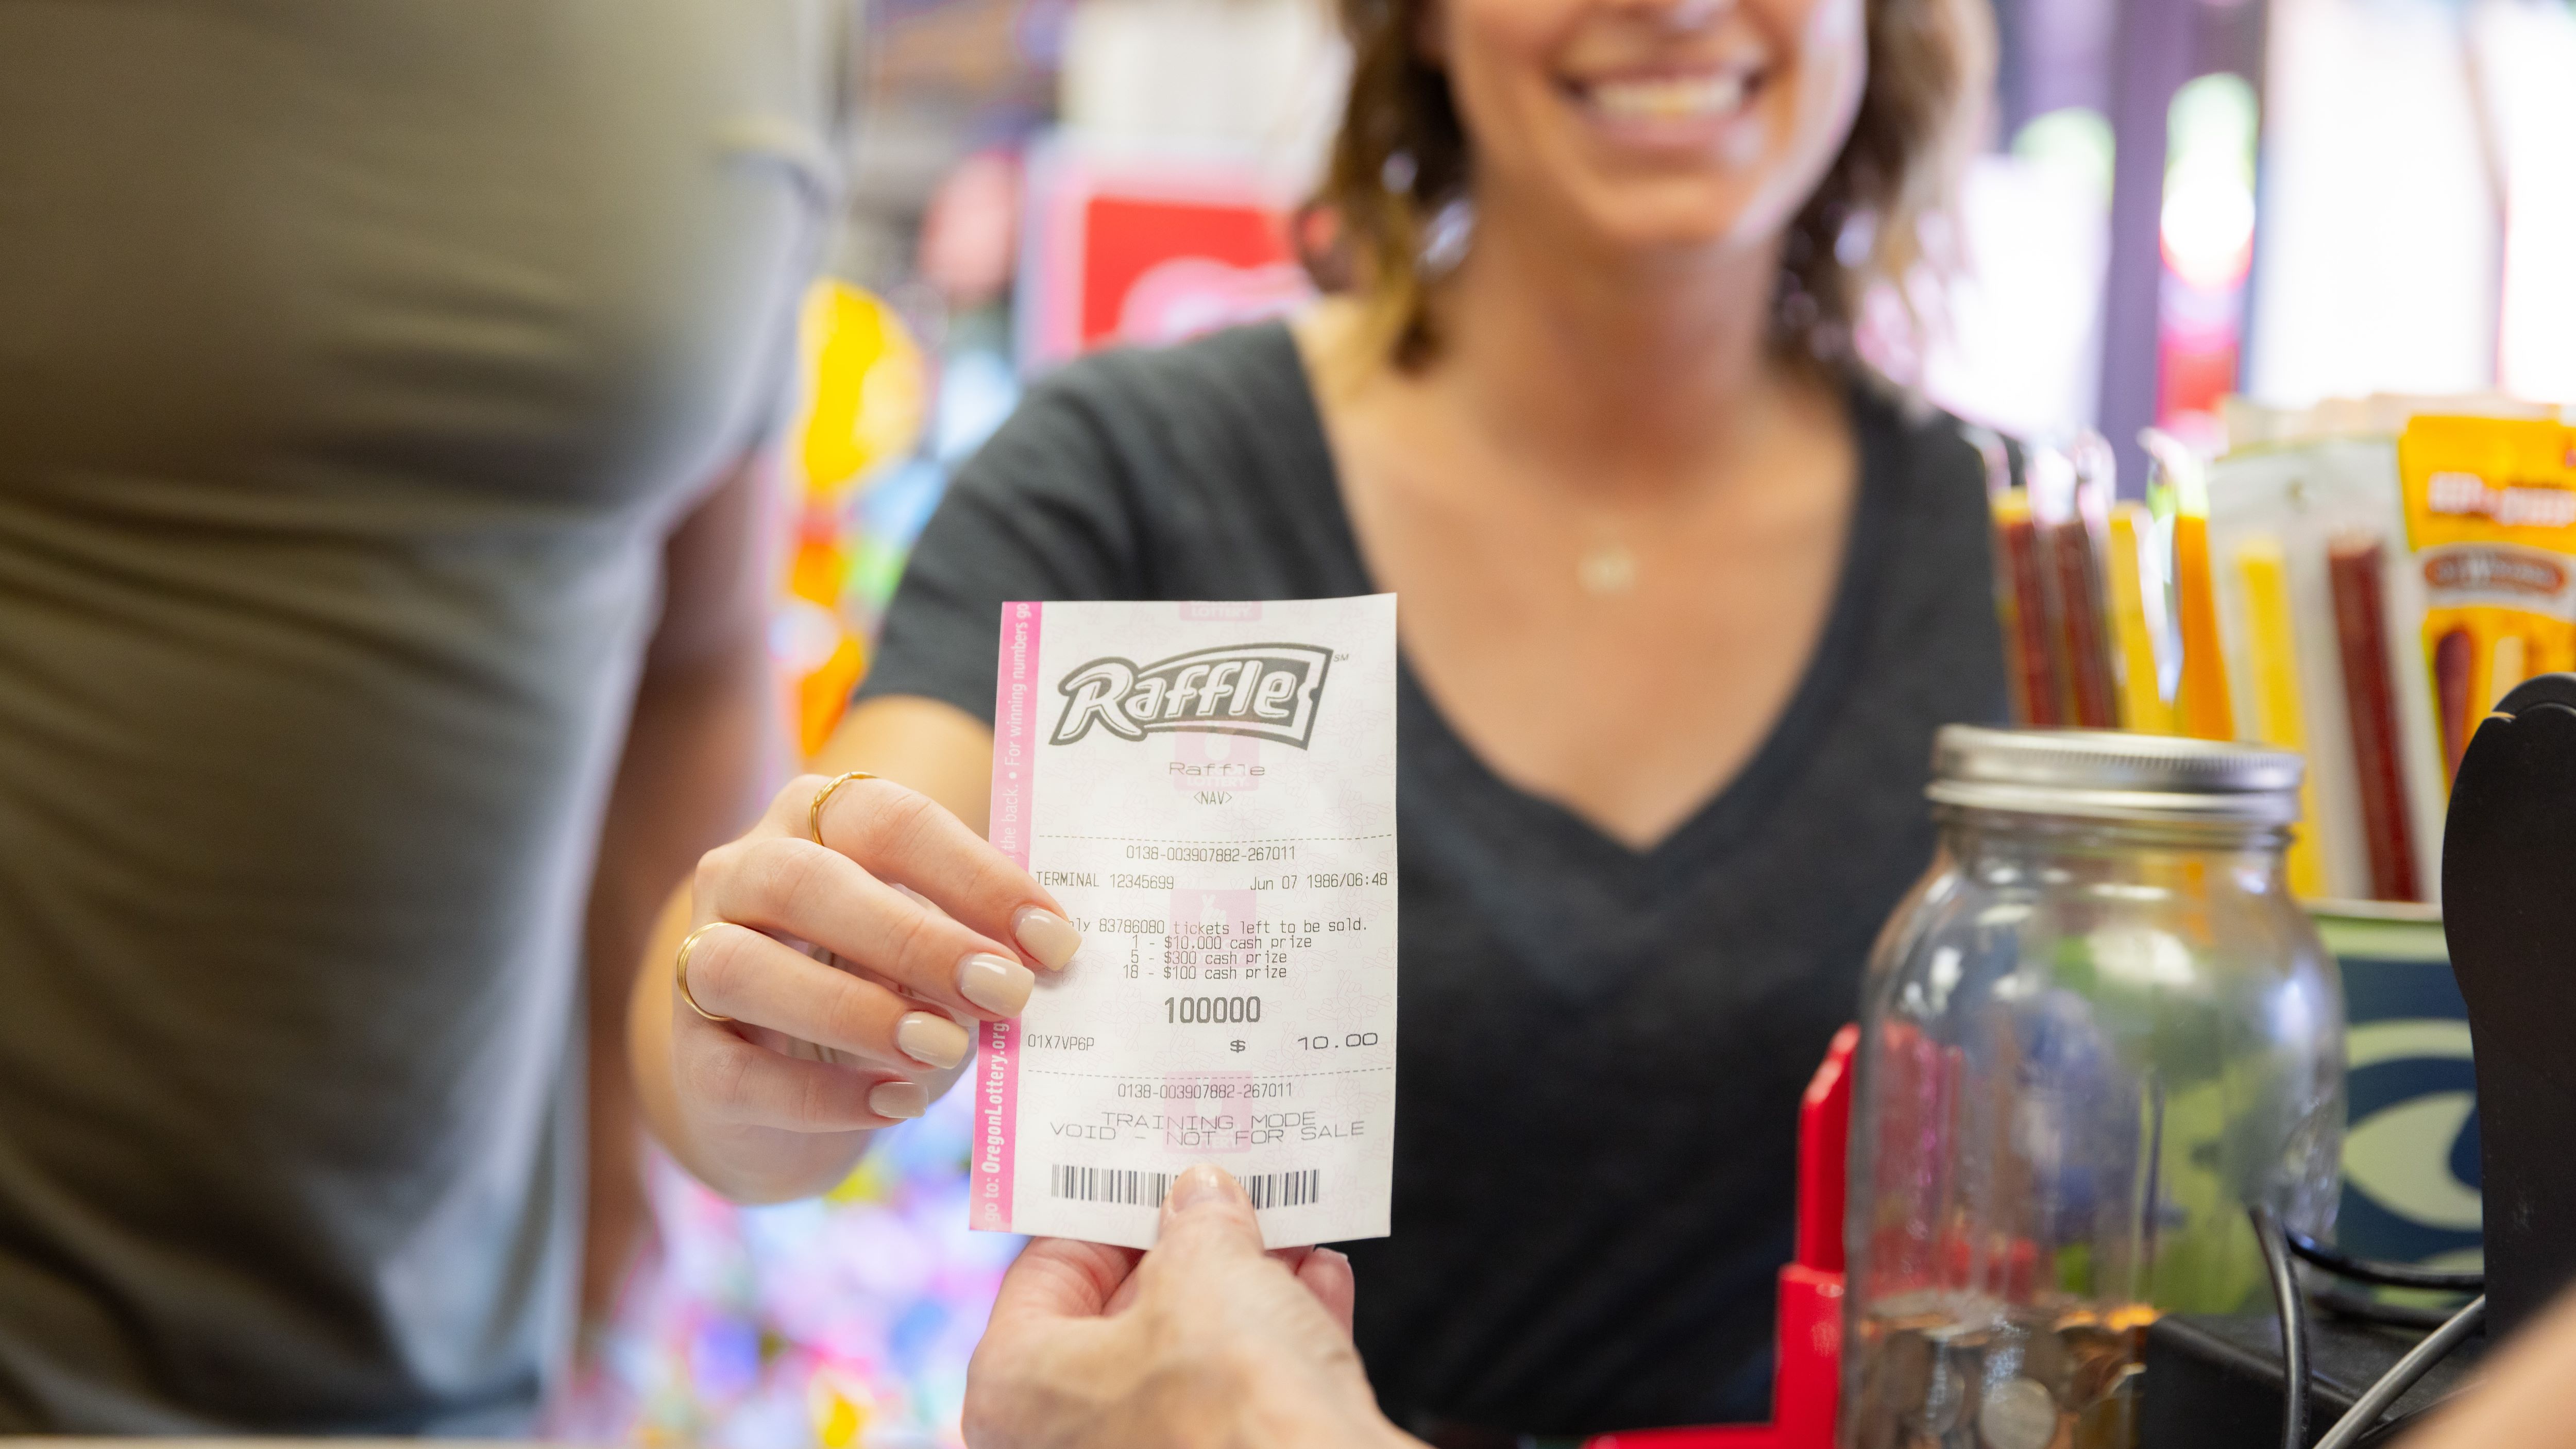 Raffle SM
Raffle
<NAV>
0138-003907882-267011
TERMINAL 12345699 Jun 07 1986/06:48
83786080 tickets left to be sold.
1 - $10,000 cash prize
5 - $300 cash prize
18 - $100 cash prize
100000
01X7VP6P $ 10.00
0138-003907882-267011
TRAINING MODE
VOID - NOT FOR SALE
go to: OregonLottery.org
the back. • For winning numbers go
LOTTERY